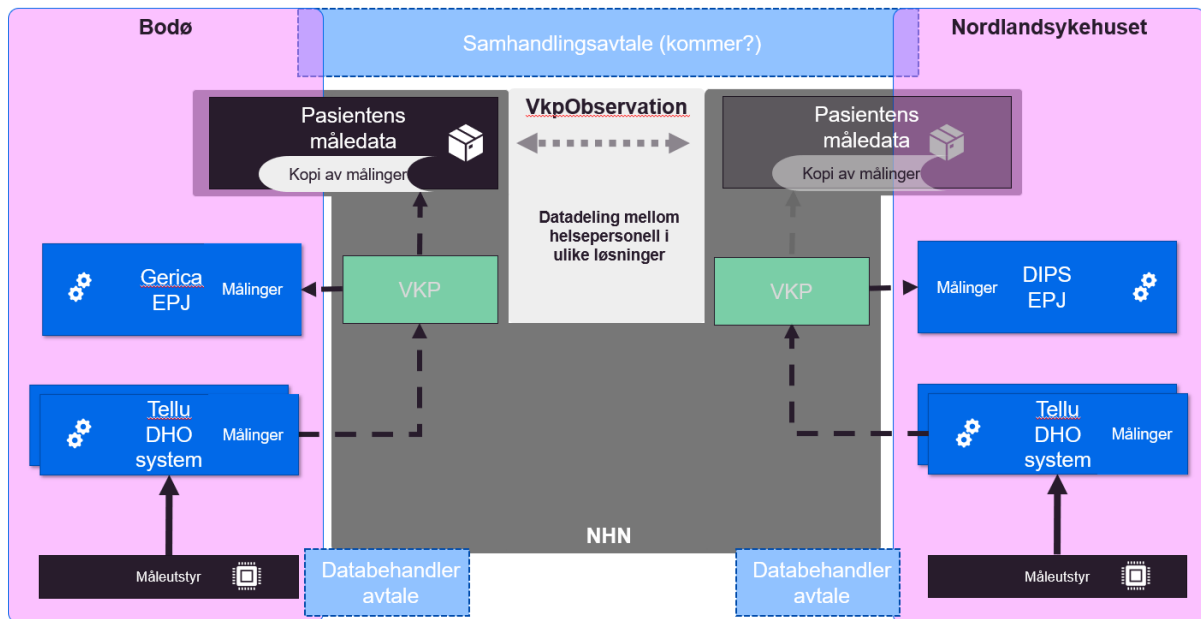 Bodø
Samhandlingsavtale (kommer?)
Nordlandsykehuset
Pasientens
måledata
Kopi av målinger
VkpObservation
Pasientens
måledata
Kopi av målinger
Datadeling mellom
helsepersonell i
ulike løsninger
Gerica
EPJ
Målinger
VKP
VKP
Målinger
DIPS
EPJ
Tellu
DHO
system
Målinger
Tellu
DHO
system
Målinger
NHN
Måleutstyr
Databehandler
avtale
Databehandler
avtale
Måleutstyr